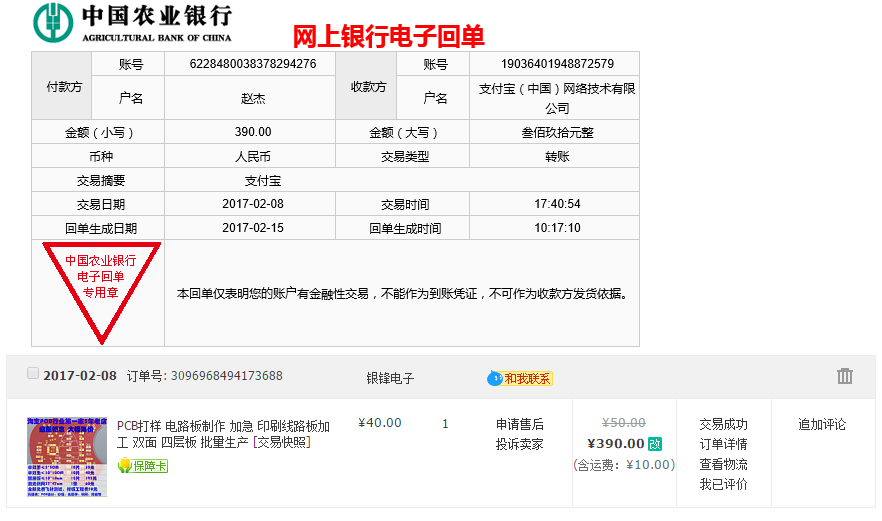 中国农业银行
AGRICULTURAL BANK OF CHINA
网上银行电子回单
付款方 账号 6228480038378294276 收款方 账号 19036401948872579
户名 赵杰 户名 支付宝（中国）网络技术有限公司
金额（小写） 390.00 金额（大写） 叁佰玖拾元整
币种 人民币 交易类型 转账
交易摘要 支付宝
交易日期 2017-02-08 交易时间 17:40:54
回单生成日期 2017-02-15 回单生成时间 10:17:10
中国农业银行
电子回单
专用章
本回单仅表明您的账户有金融性交易，不能作为到账凭证，不可作为收款方发货依据。
2017-02-08 订单号: 3096968494173688 银锋电子 和我联系
PCB打样 电路板制作 加急 印刷线路板加
工 双面 四层板 批量生产 [交易快照]
保障卡
¥40.00
1
申请售后
投诉卖家
¥50.00
¥390.00 改
(含运费：¥10.00)
交易成功
订单详情
查看物流
我已评价
追加评论